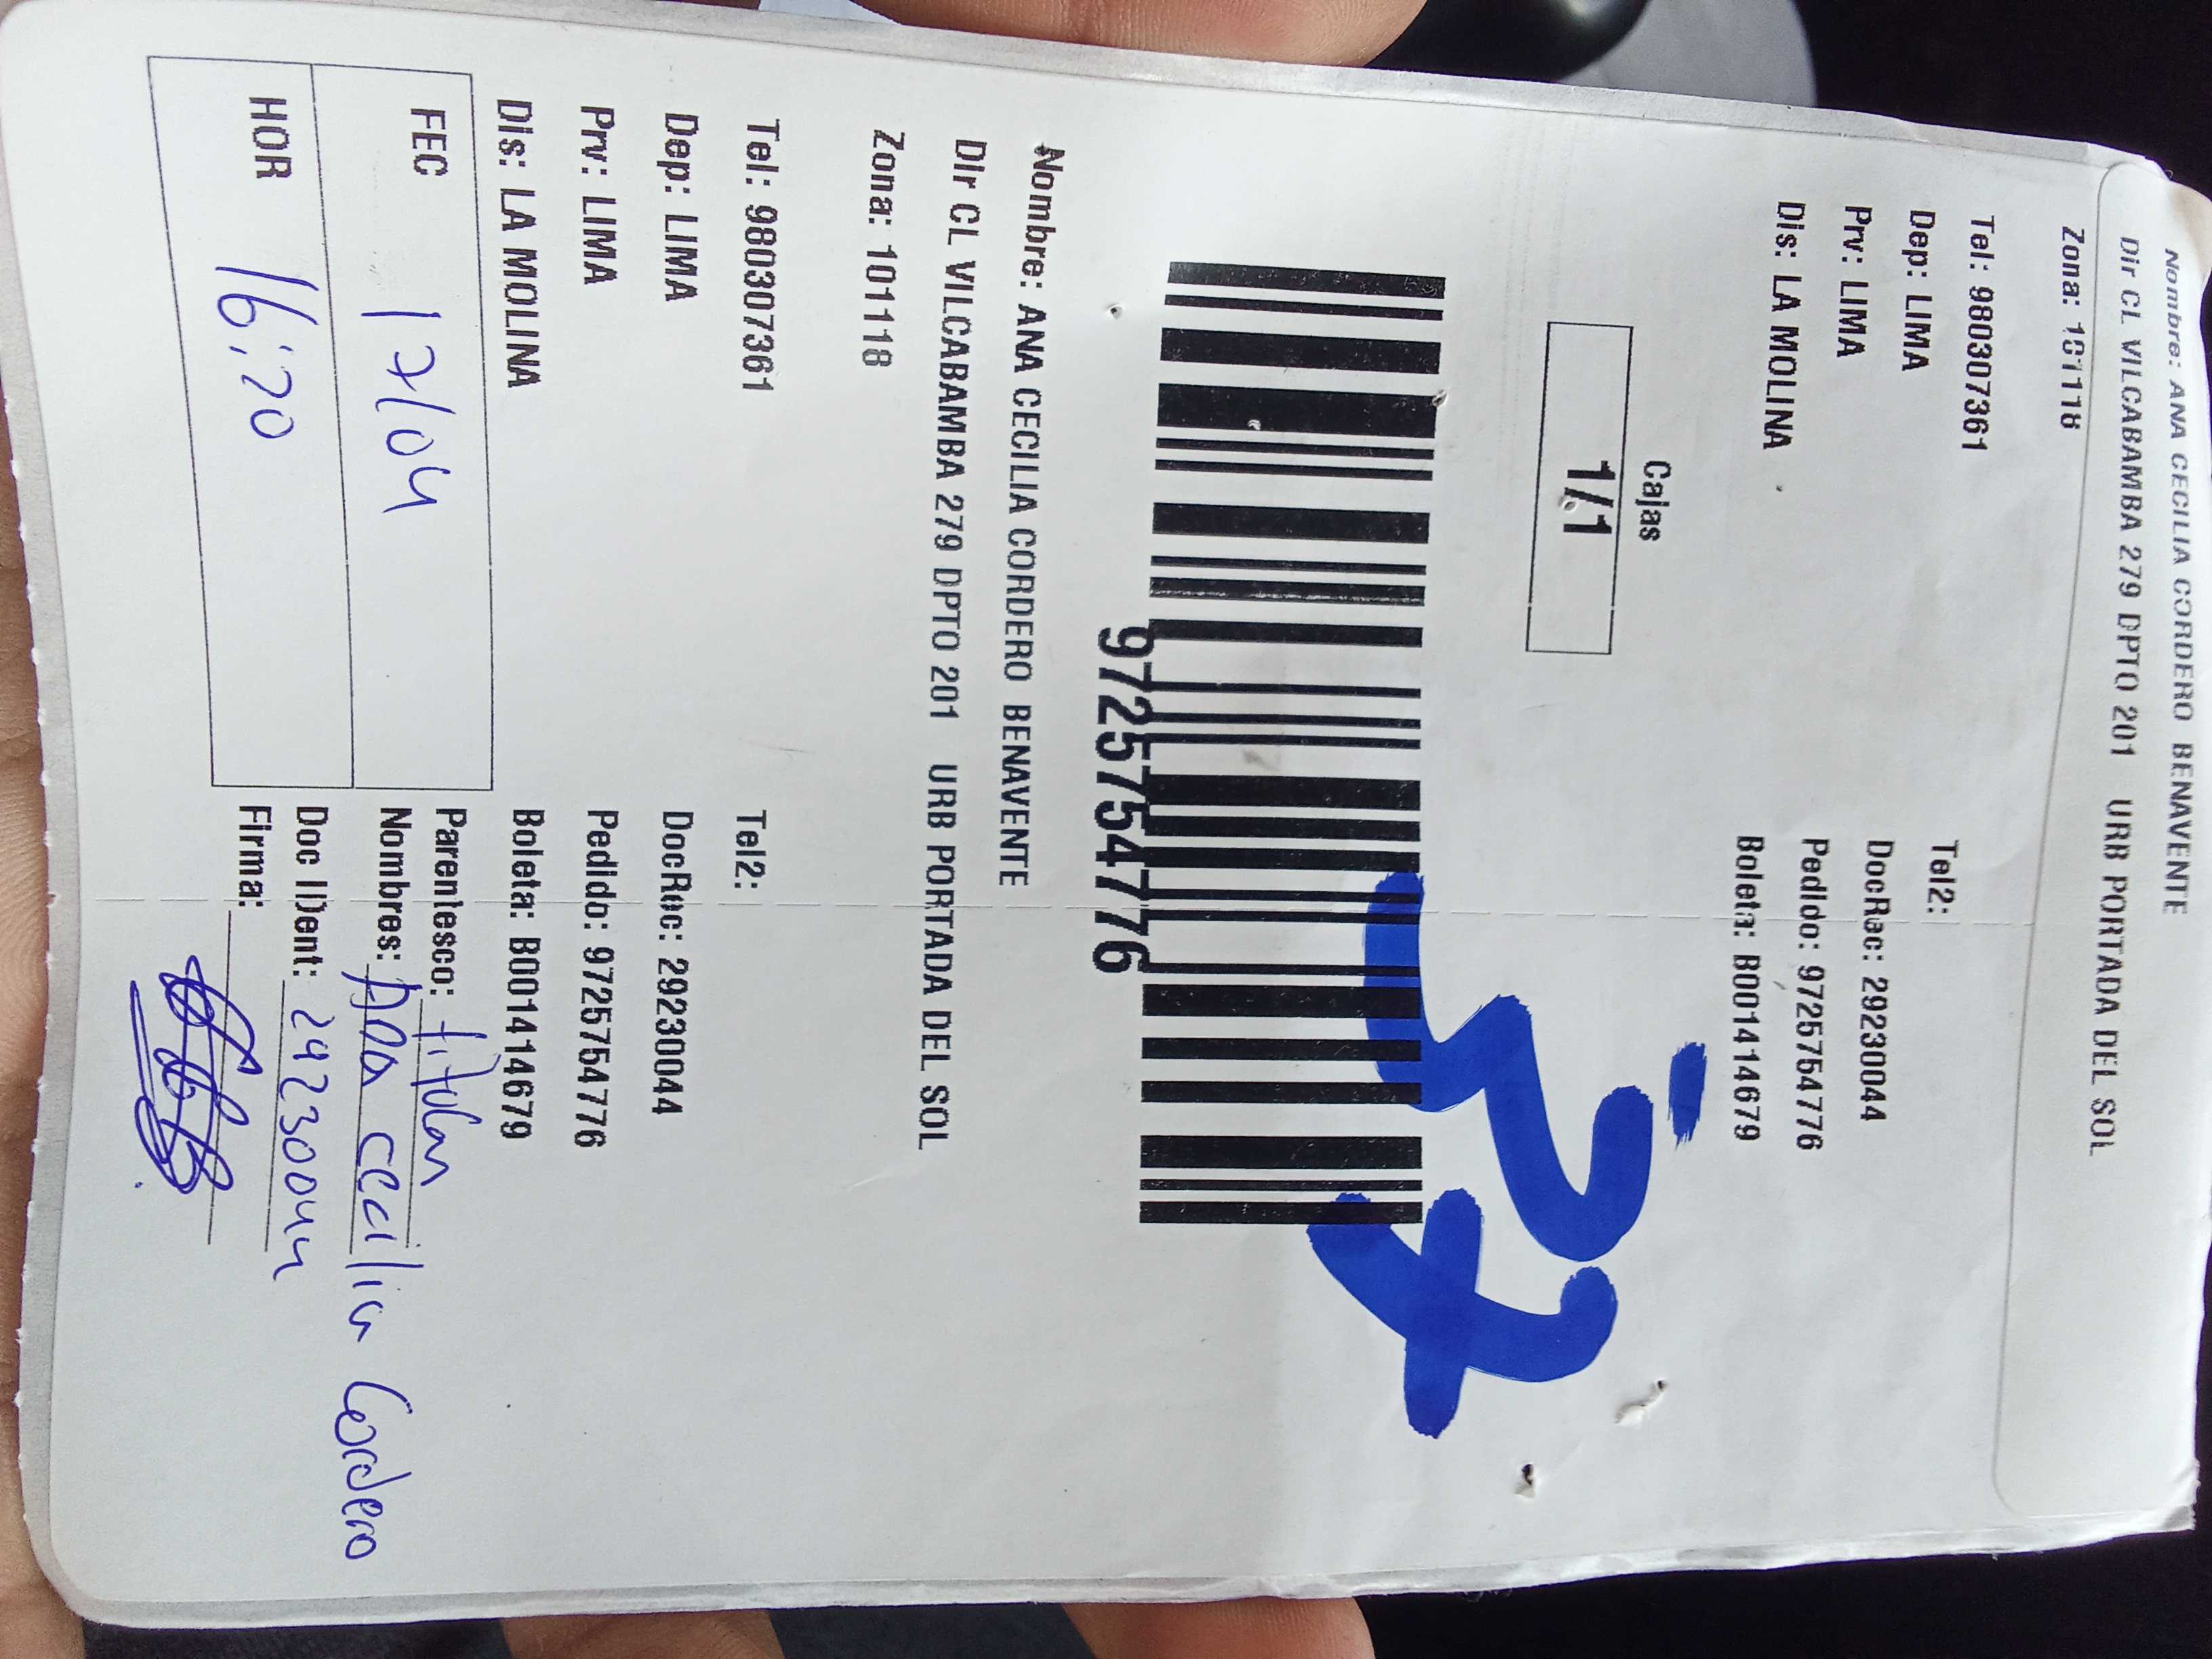 Nombre: ANA CECILIA CORDERO BENAVENTE
Dir CL VILCABAMBA 279 DPTO 201 URB PORTADA DEL SOL
Zona: 101118
Tel: 980307361 Tel2:
Dep: LIMA DocRec: 29230044
Prv: LIMA Pedido: 9725754776
Dis: LA MOLINA Boleta: B001414679
Cajas
1/1
9725754776
Nombre: ANA CECILIA CORDERO BENAVENTE
Dir CL VILCABAMBA 279 DPTO 201 URB PORTADA DEL SOL
Zona: 101118
Tel: 980307361 Tel2:
Dep: LIMA DocRec: 29230044
Prv: LIMA Pedido: 9725754776
Dis: LA MOLINA Boleta: B001414679
FEC 17/04
HOR 16:20
Parentesco: titular
Nombres: Ana cecilia Cordero
Doc IDent: 29230044
Firma: